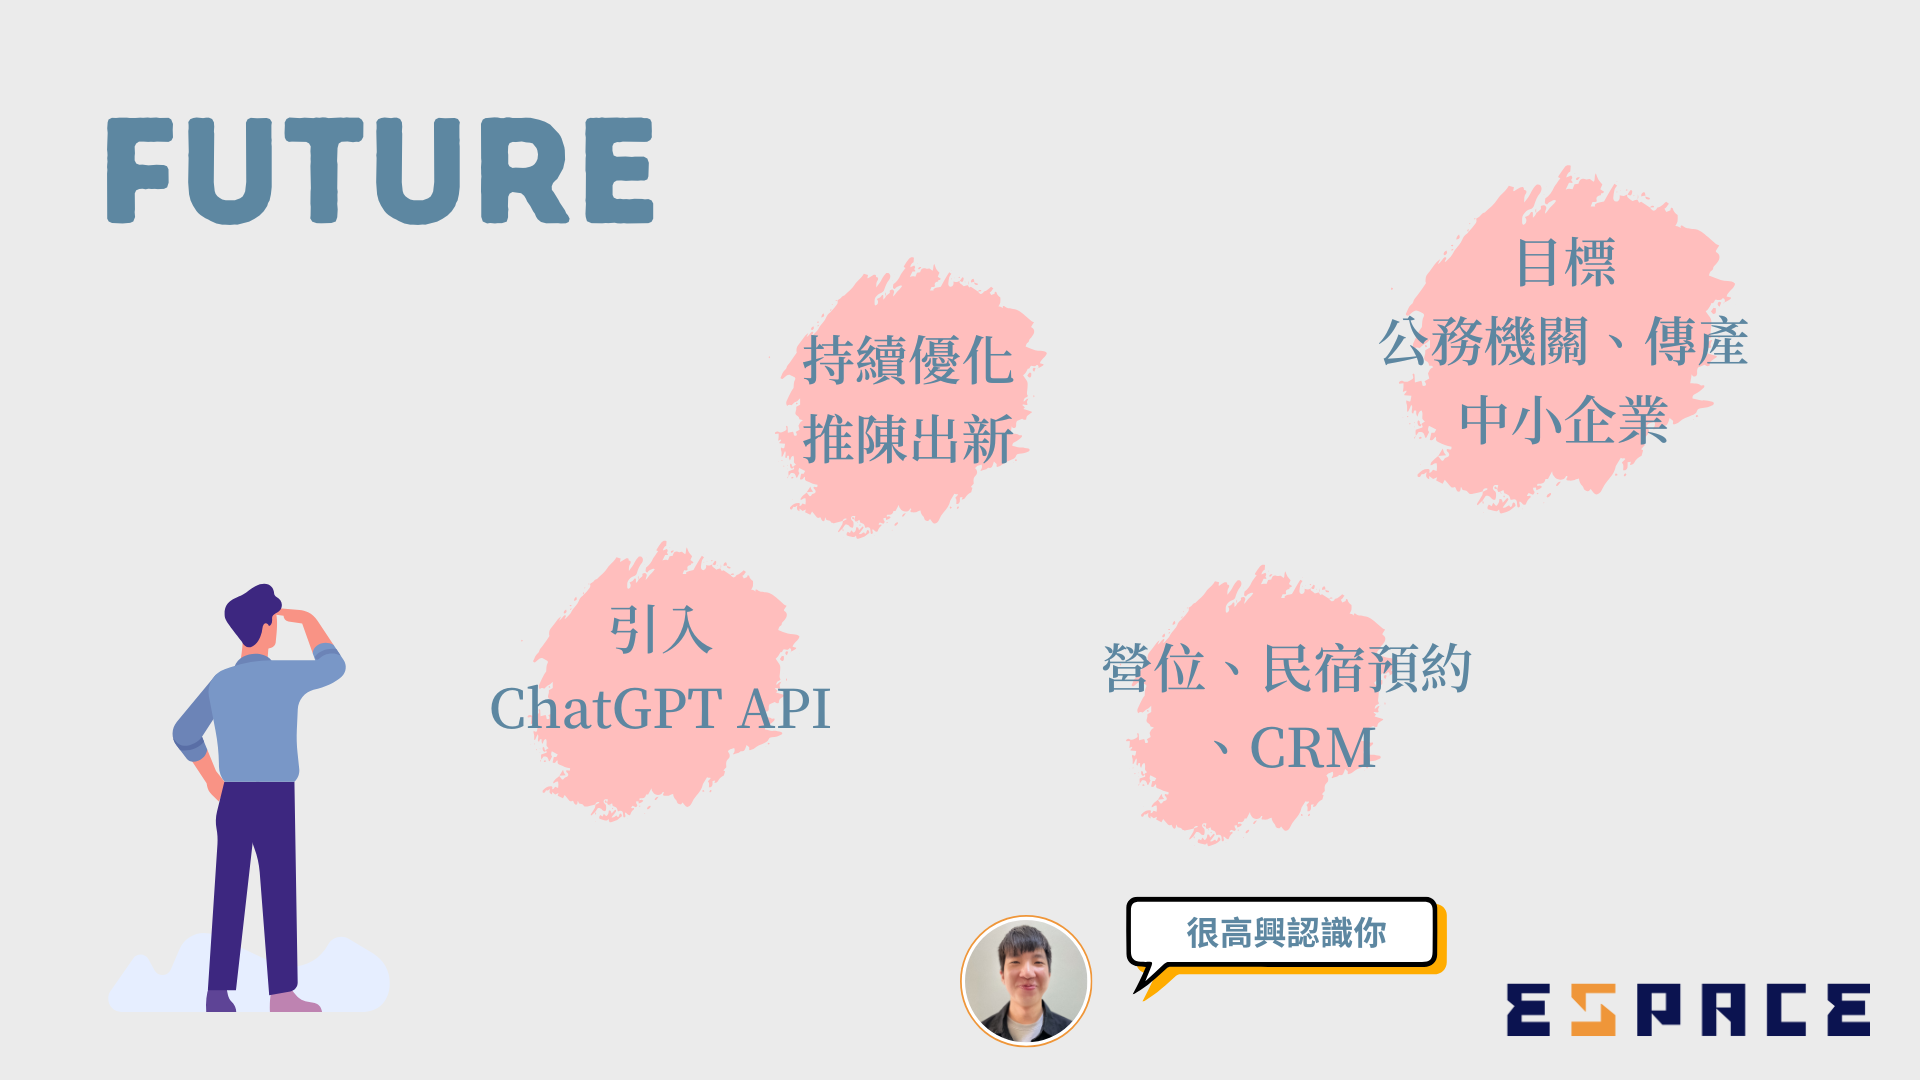 FUTURE
持續優化
推陳出新
目標
公務機關、傳產
中小企業
引入
ChatGPT API
營位、民宿預約
、CRM
很高興認識你
ESPACE